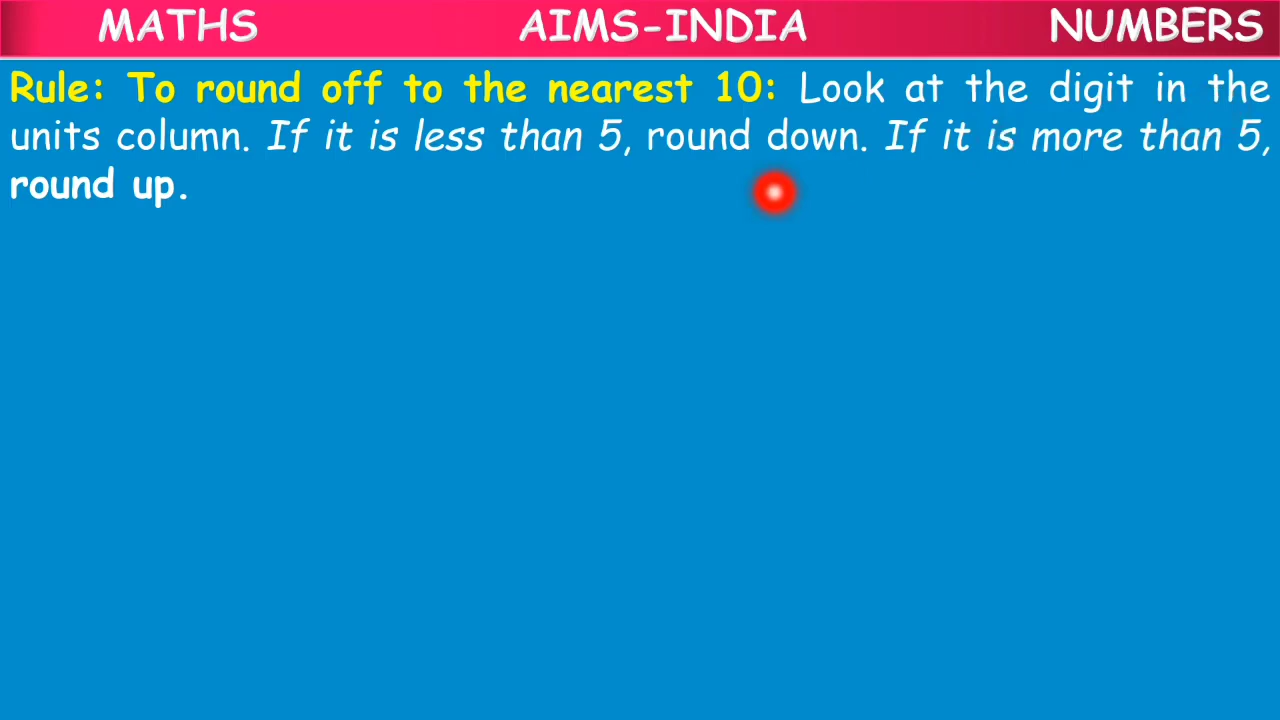 MATHS AIMS-INDIA NUMBERS
Rule: To round off to the nearest 10: Look at the digit in the
units column. If it is less than 5, round down. If it is more than 5,
round up.